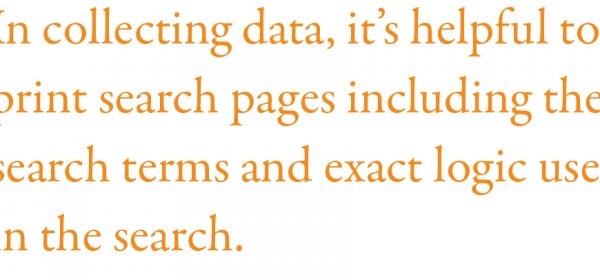 In collecting data, it’s helpful to
print search pages including the
search terms and exact logic use
in the search.